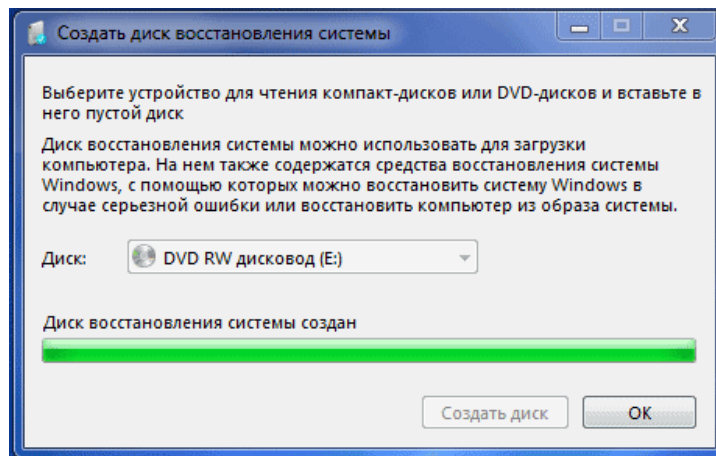 Создать диск восстановления системы
Выберите устройство для чтения компакт-дисков или DVD-дисков и вставьте в
него пустой диск
Диск восстановления системы можно использовать для загрузки
компьютера. На нем также содержатся средства восстановления системы
Windows, с помощью которых можно восстановить систему Windows в
случае серьезной ошибки или восстановить компьютер из образа системы.
Диск: DVD RW дисковод (E:)
Диск восстановления системы создан
Создать диск OK